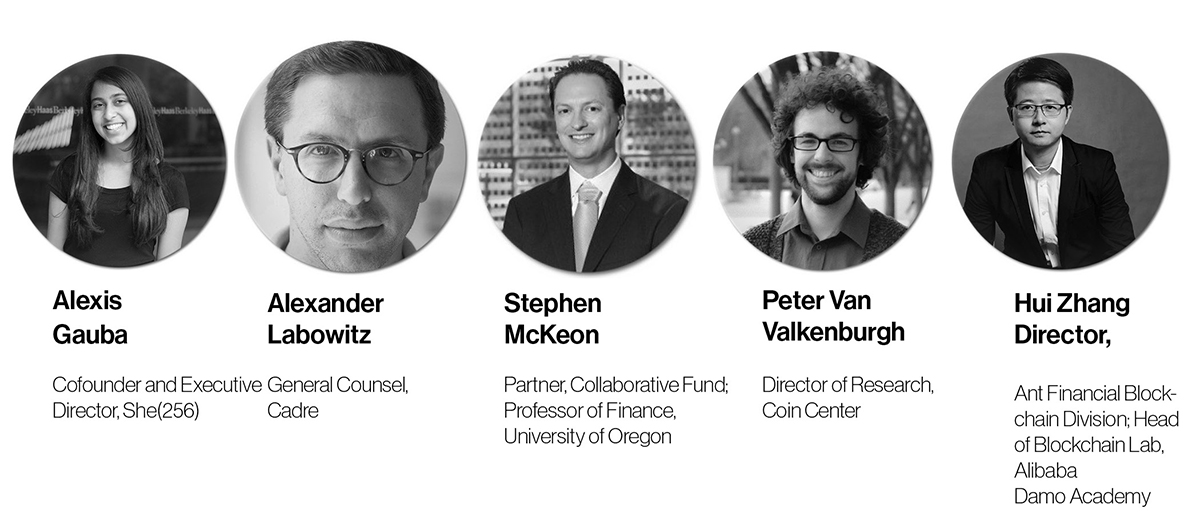 Alexis
Gauba
Cofounder and Executive
Director, She(256)
Alexander
Labowitz
General Counsel,
Cadre
Stephen
McKeon
Partner, Collaborative Fund;
Professor of Finance,
University of Oregon
Peter Van
Valkenburgh
Director of Research,
Coin Center
Hui Zhang
Director,
Ant Financial Block-
chain Division; Head
of Blockchain Lab,
Alibaba
Damo Academy